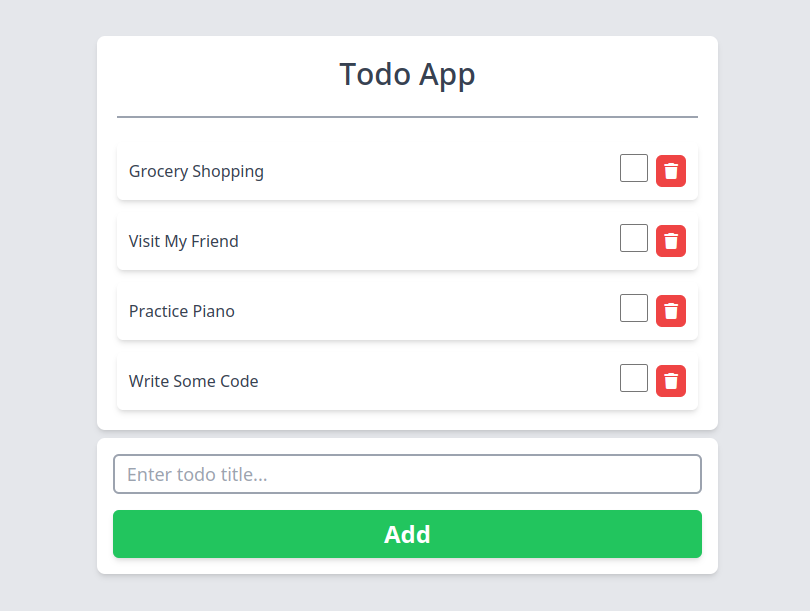 Todo App
Grocery Shopping
Visit My Friend
Practice Piano
Write Some Code
Enter todo title...
Add